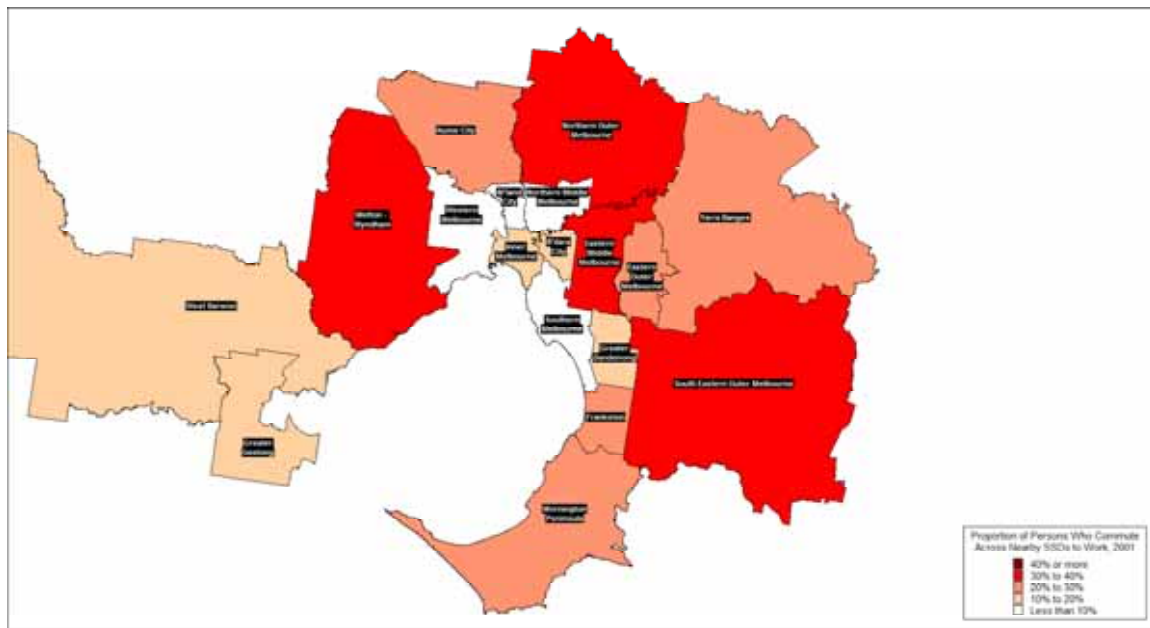 Northern Outer
Melbourne
Hume City
Northern Middle
Melbourne
Western
Melbourne
Melton -
Wyndham
Yarra Ranges
Inner
Melbourne
City
Eastern
Middle
Melbourne
Eastern
Outer
Melbourne
West Barwon
Southern
Melbourne
Greater
Dandenong
South Eastern Outer Melbourne
Frankston
Greater
Geelong
Mornington
Peninsula
Proportion of Persons Who Commute
Across Nearby SSDs to Work, 2001
40% or more
30% to 40%
20% to 30%
10% to 20%
Less than 10%